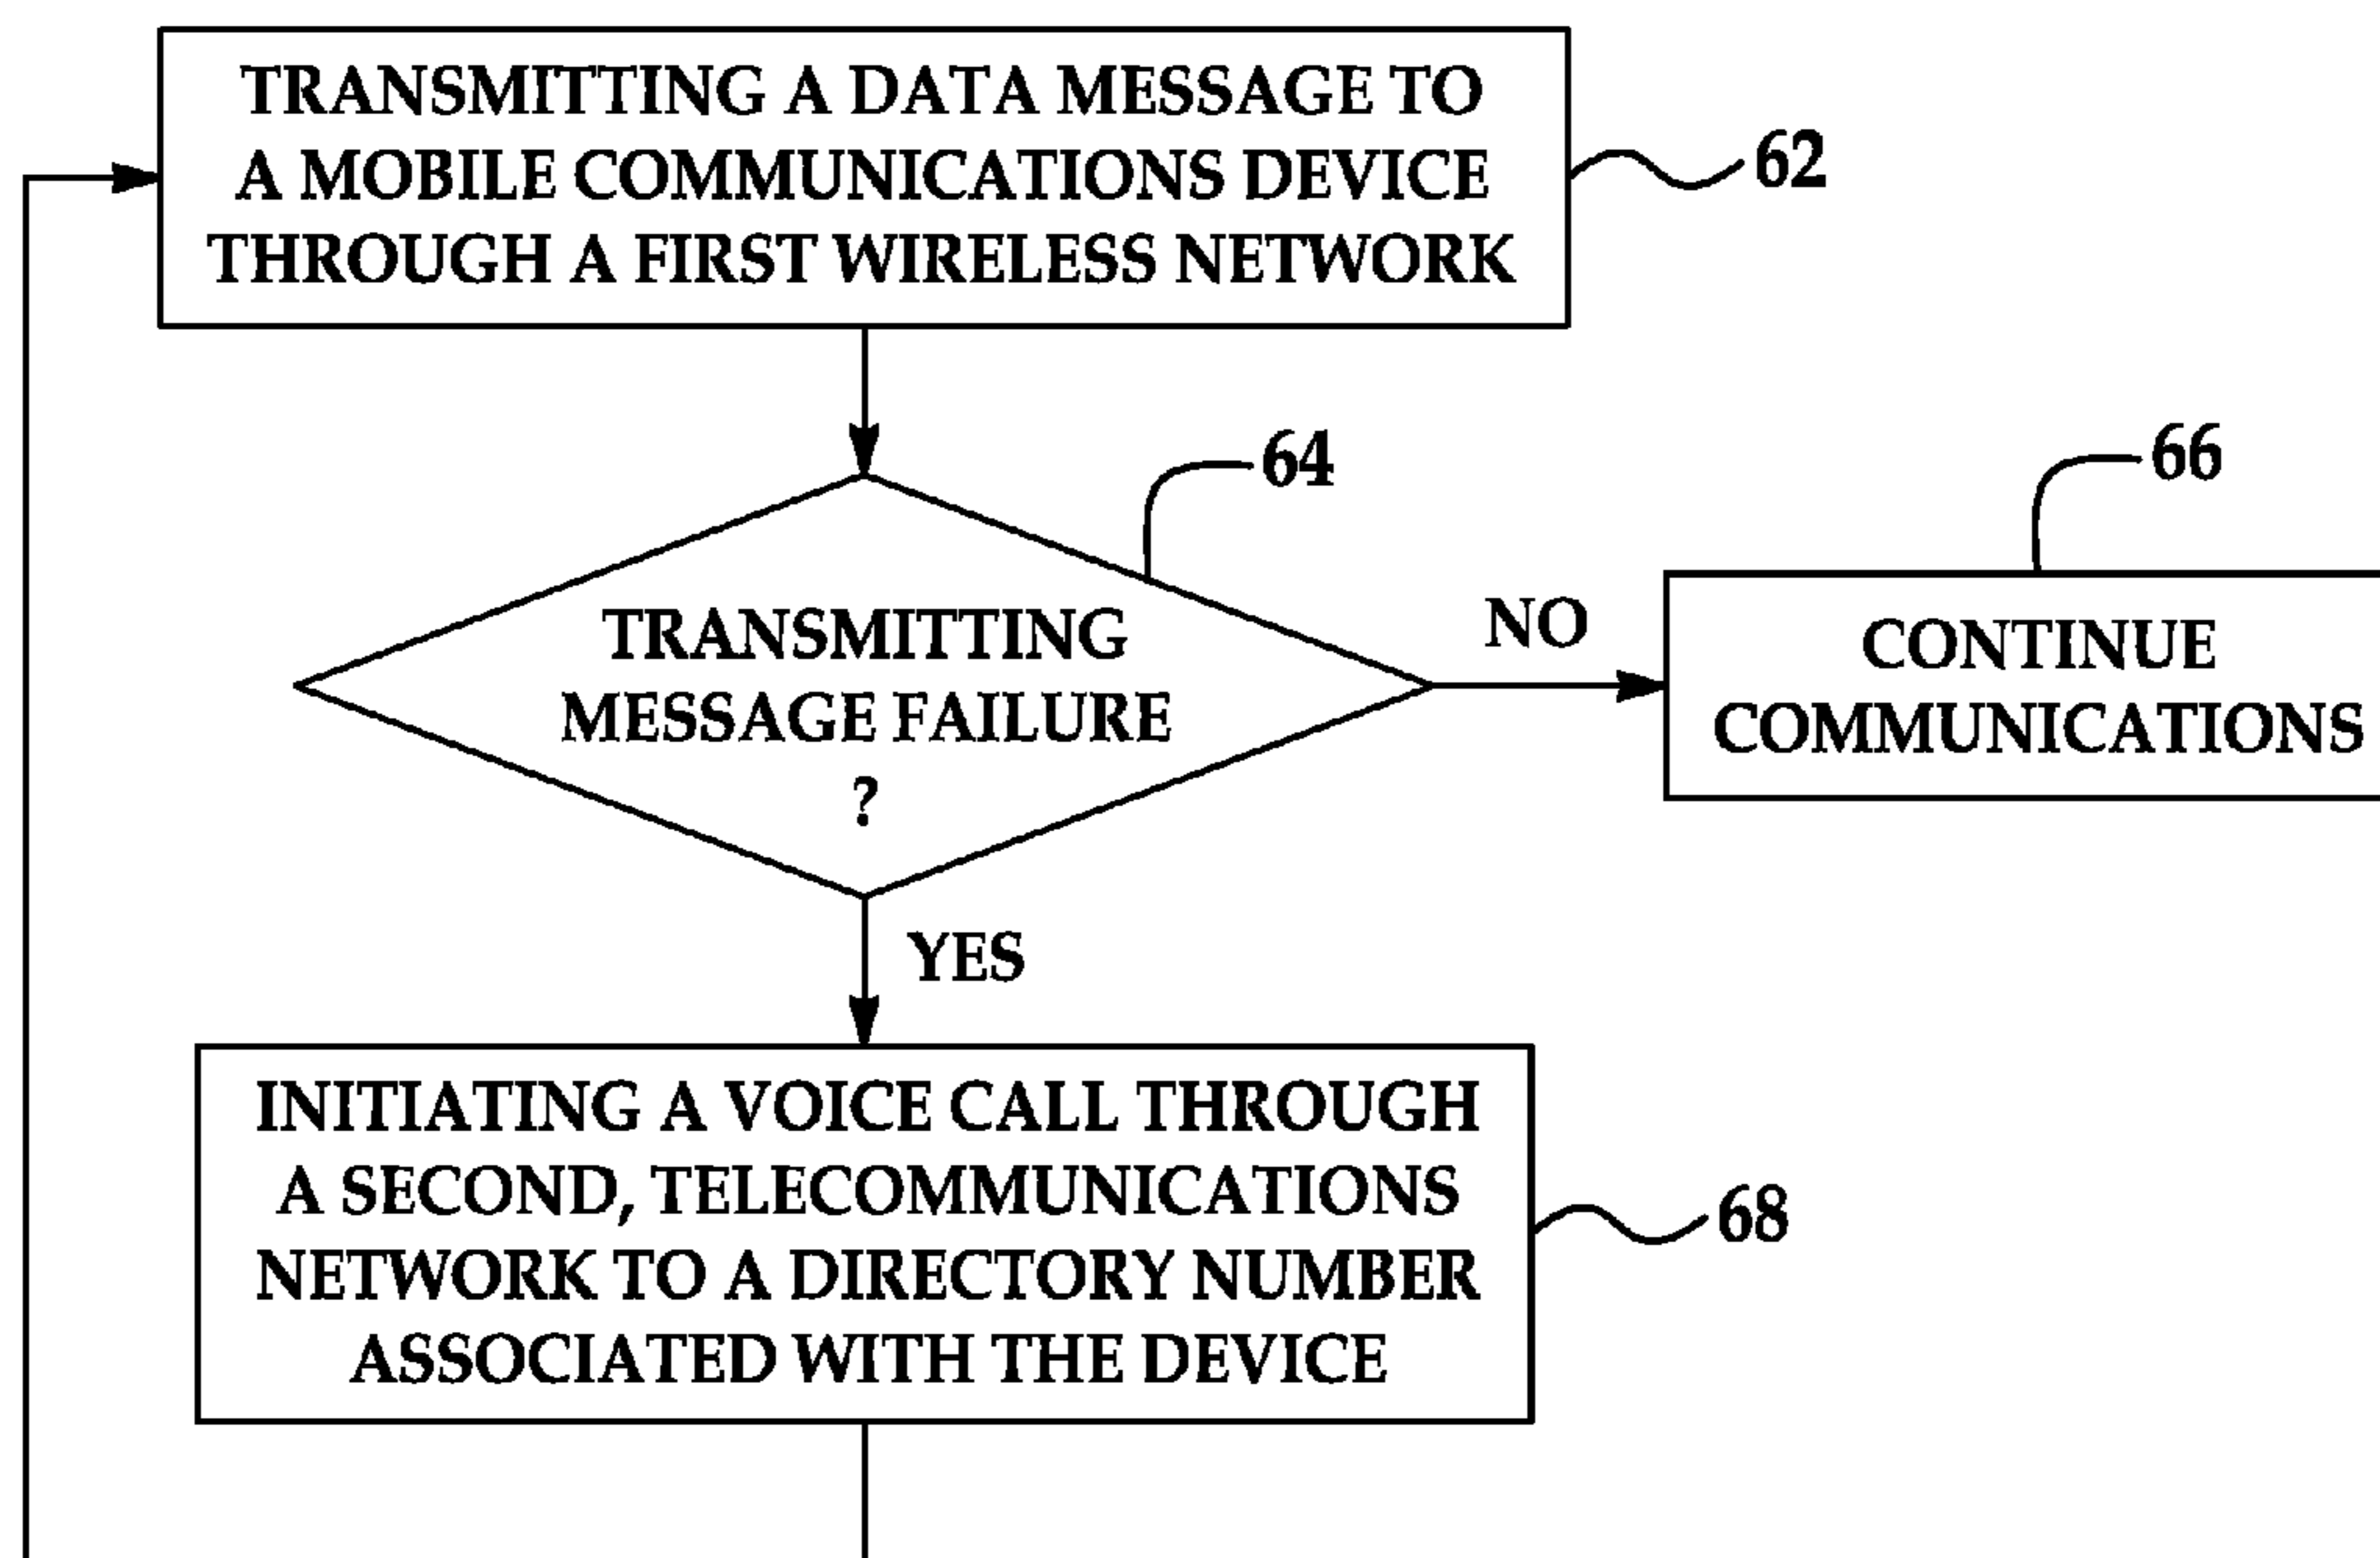 TRANSMITTING A DATA MESSAGE TO
A MOBILE COMMUNICATIONS DEVICE
THROUGH A FIRST WIRELESS NETWORK
62
64
66
TRANSMITTING
MESSAGE FAILURE
?
NO
CONTINUE
COMMUNICATIONS
YES
INITIATING A VOICE CALL THROUGH
A SECOND, TELECOMMUNICATIONS
NETWORK TO A DIRECTORY NUMBER
ASSOCIATED WITH THE DEVICE
68